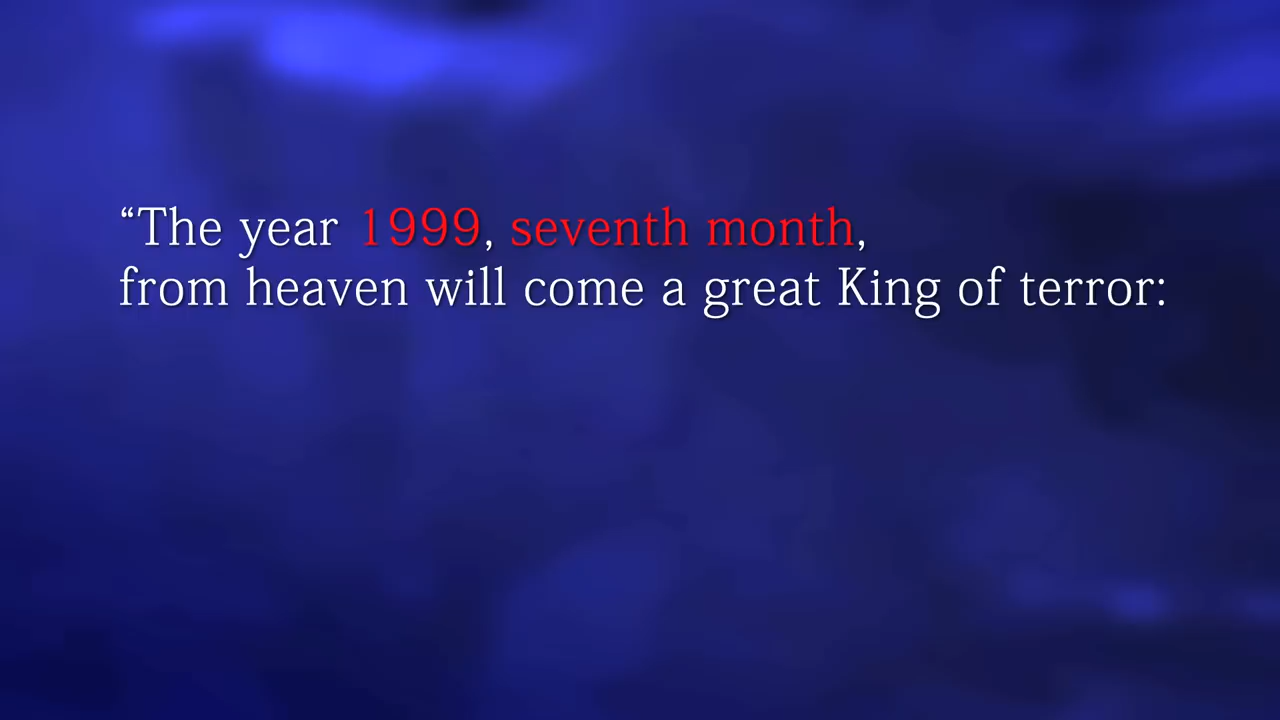 “The year 1999, seventh month,
from heaven will come a great King of terror: